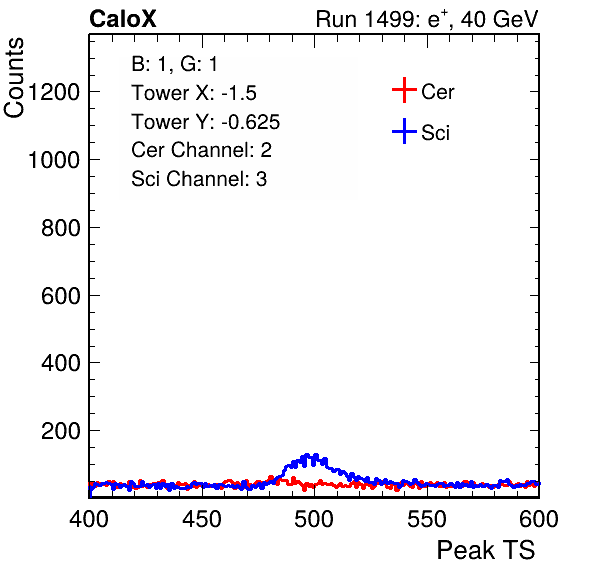 CaloX Run 1499: e+, 40 GeV
Counts
B: 1, G: 1
Tower X: -1.5
Tower Y: -0.625
Cer Channel: 2
Sci Channel: 3
Cer
Sci
1200
1000
800
600
400
200
400 450 500 550 600
Peak TS